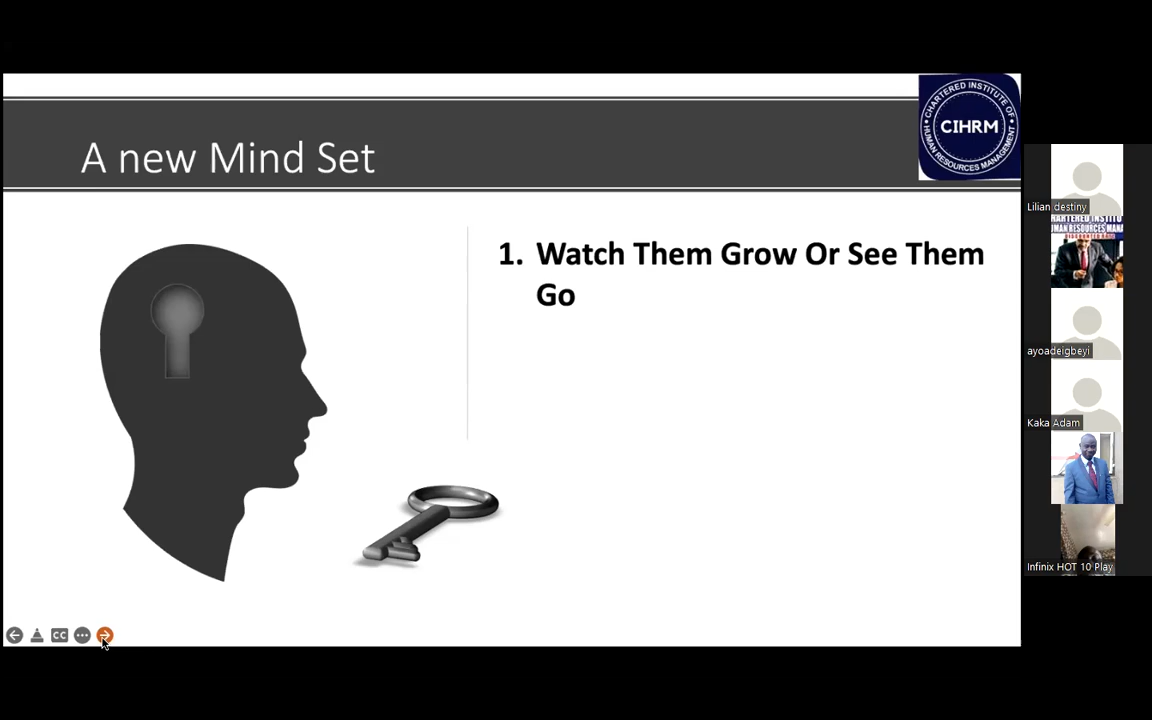 A new Mind Set
CHARTERED INSTITUTE OF
CIHRM
HUMAN RESOURCES MANAGEMENT
1. Watch Them Grow Or See Them
Go
CC
Lilian destiny
ayoadeigbeyi
Kaka Adam
Infinix HOT 10 Play